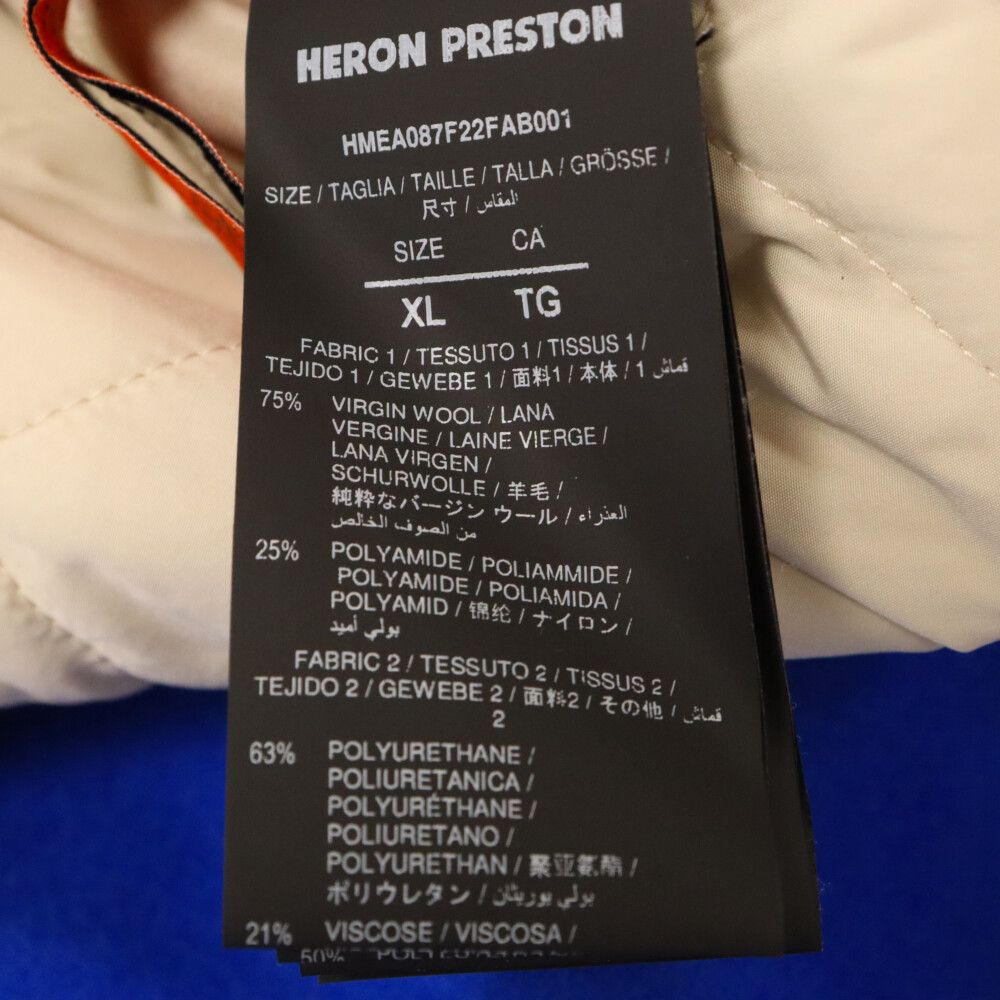 HERON PRESTON
HMEA087F22FAB001
SIZE / TAGLIA / TAILLE / TALLA / GRÖSSE /
尺寸 / المقاس
SIZE CA
XL TG
FABRIC 1 / TESSUTO 1 / TISSUS 1 /
TEJIDO 1 / GEWEBE 1 / 面料1 / 本体 / قماش 1
75% VIRGIN WOOL / LANA
VERGINE / LAINE VIERGE /
LANA VIRGEN /
SCHURWOLLE / 羊毛 /
純粋なバージン ウール / العذراء
من الصوف الخالص
25% POLYAMIDE / POLIAMMIDE /
POLYAMIDE / POLIAMIDA /
POLYAMID / 锦纶 / ナイロン /
بولي أميد
FABRIC 2 / TESSUTO 2 / TISSUS 2 /
TEJIDO 2 / GEWEBE 2 / 面料2 / その他 / قماش
2
63% POLYURETHANE /
POLIURETANICA /
POLYURÉTHANE /
POLIURETANO /
POLYURETHAN / 聚亚氨酯 /
ポリウレタン / بولي يوريثان
21% VISCOSE / VISCOSA /
50%